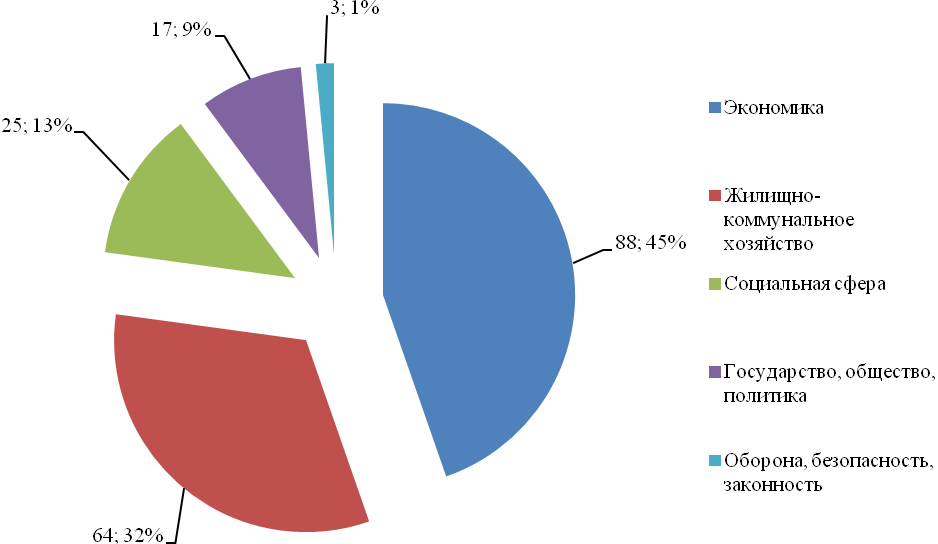 3; 1%
17; 9%
25; 13%
88; 45%
64; 32%
Экономика
Жилищно-
коммунальное
хозяйство
Социальная сфера
Государство, общество,
политика
Оборона, безопасность,
законность